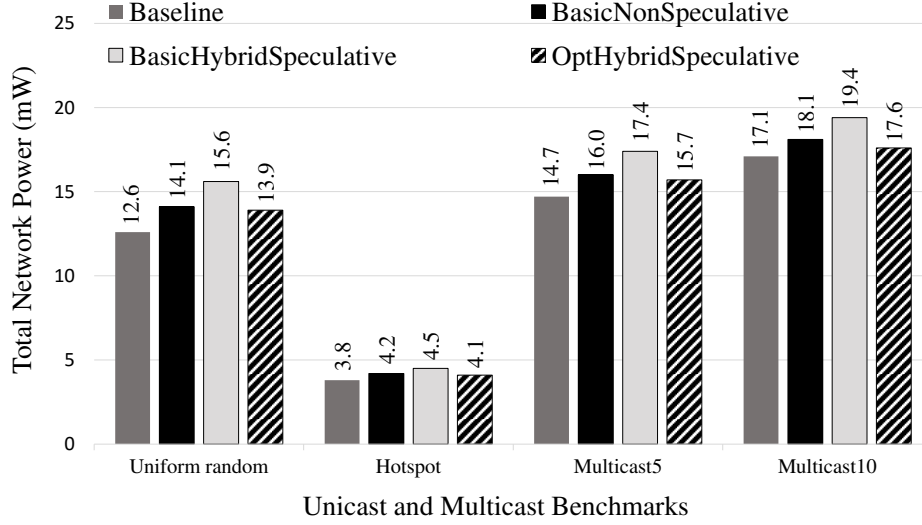 Baseline
BasicNonSpeculative
BasicHybridSpeculative
OptHybridSpeculative
Total Network Power (mW)
25
20
15
10
5
0
12.6
14.1
15.6
13.9
3.8
4.2
4.5
4.1
14.7
16.0
17.4
15.7
17.1
18.1
19.4
17.6
Uniform random
Hotspot
Multicast5
Multicast10
Unicast and Multicast Benchmarks